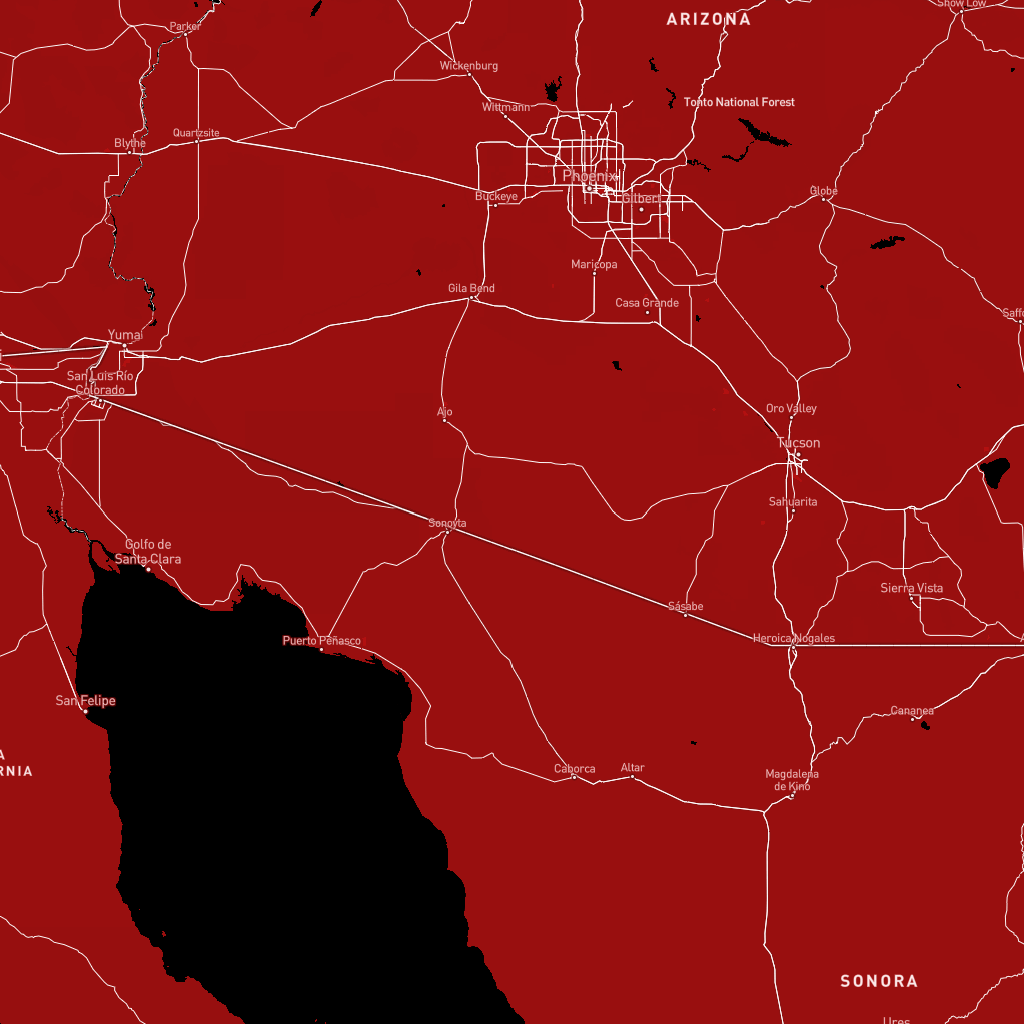 Show Low
ARIZONA
Parker
Wickenburg
Tonto National Forest
Wittmann
Quartzsite
Blythe
Phoenix
Globe
Buckeye
Gilbert
Maricopa
Gila Bend
Casa Grande
Yuma
San Luis Río
Colorado
Ajo
Oro Valley
Tucson
Sahuarita
Sonoyta
Golfo de
Santa Clara
Sierra Vista
Sásabe
Heroica Nogales
Puerto Peñasco
San Felipe
Cananea
Caborca
Altar
Magdalena
de Kino
SONORA
Ures